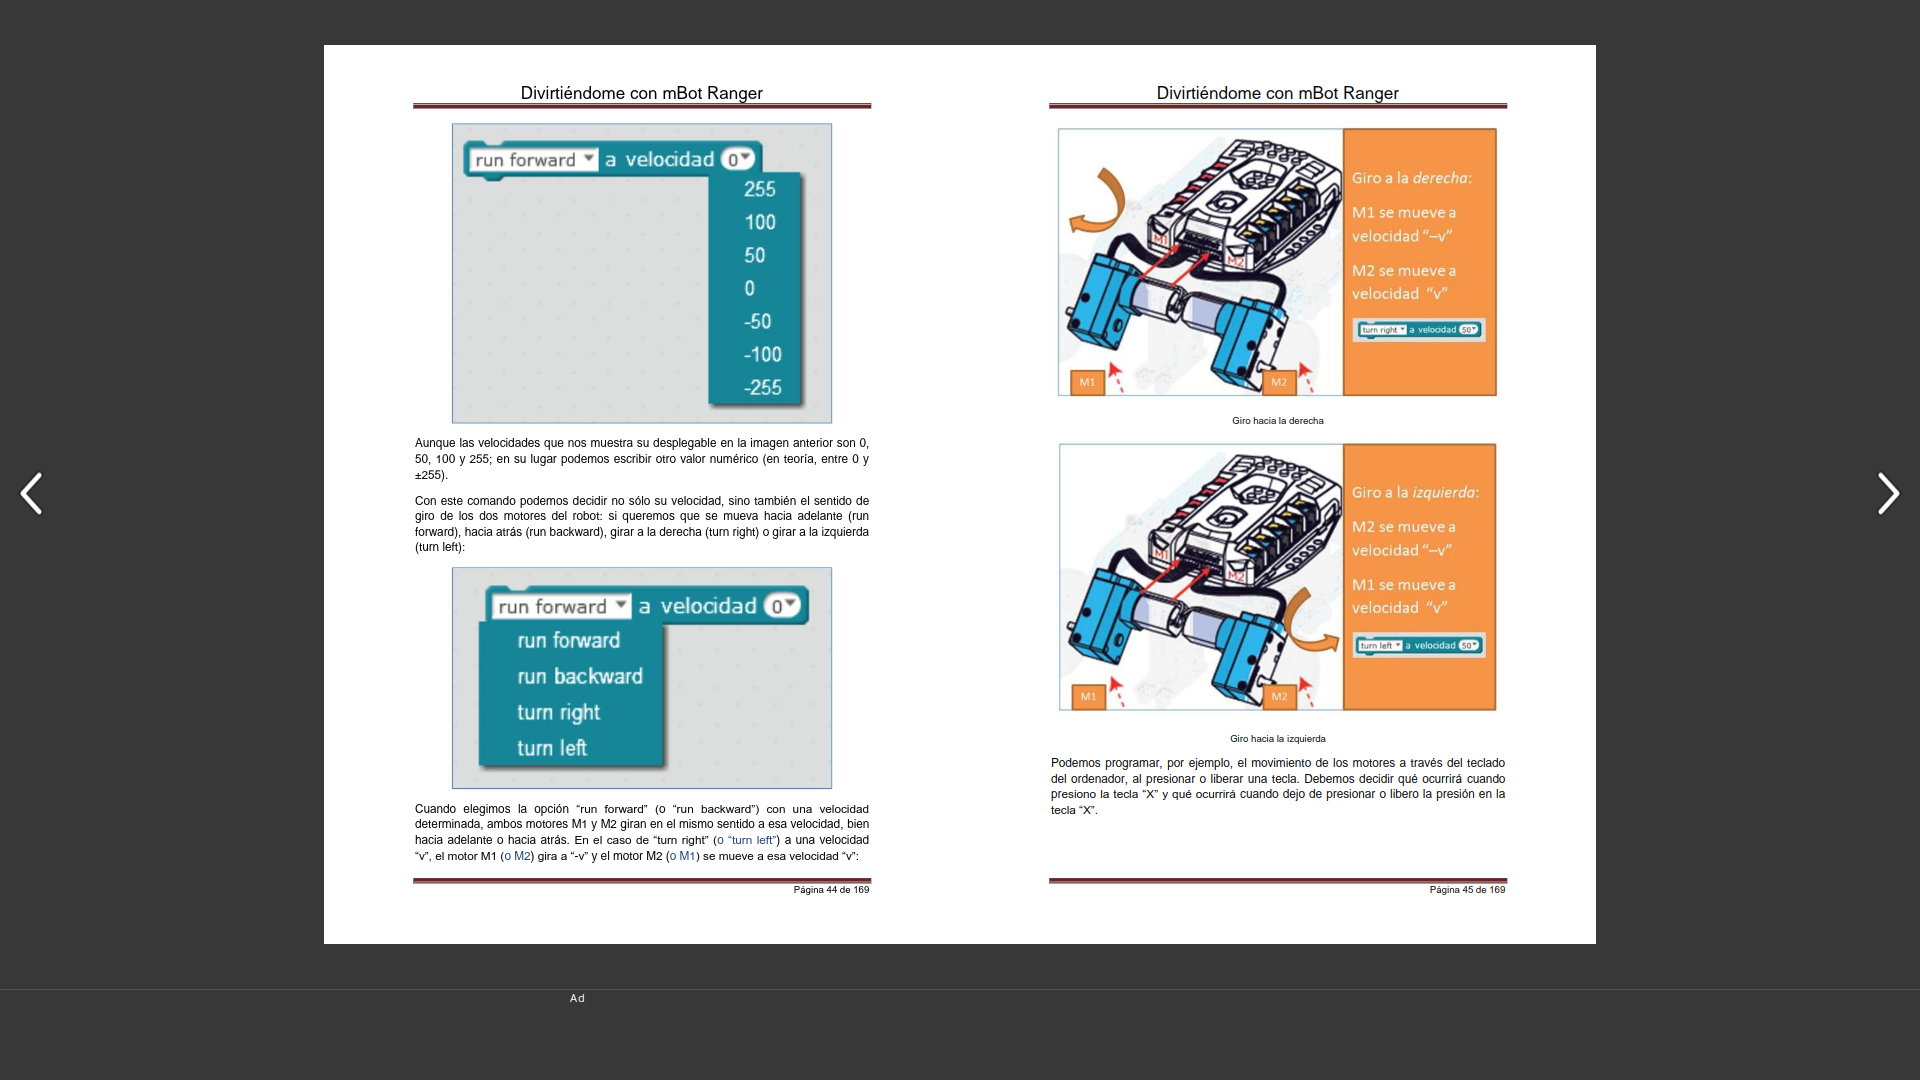 Divirtiéndome con mBot Ranger
run forward a velocidad 0
255
100
50
0
-50
-100
-255
Aunque las velocidades que nos muestra su desplegable en la imagen anterior son 0,
50, 100 y 255; en su lugar podemos escribir otro valor numérico (en teoría, entre 0 y
±255).
Con este comando podemos decidir no sólo su velocidad, sino también el sentido de
giro de los dos motores del robot: si queremos que se mueva hacia adelante (run
forward), hacia atrás (run backward), girar a la derecha (turn right) o girar a la izquierda
(turn left):
run forward a velocidad 0
run forward
run backward
turn right
turn left
Cuando elegimos la opción “run forward” (o “run backward”) con una velocidad
determinada, ambos motores M1 y M2 giran en el mismo sentido a esa velocidad, bien
hacia adelante o hacia atrás. En el caso de “turn right” (o “turn left”) a una velocidad
“v”, el motor M1 (o M2) gira a “-v” y el motor M2 (o M1) se mueve a esa velocidad “v”:
Página 44 de 169
Divirtiéndome con mBot Ranger
M1
M2
M1
M2
Giro a la derecha:
M1 se mueve a
velocidad “–v”
M2 se mueve a
velocidad “v”
turn right a velocidad 50
Giro hacia la derecha
M1
M2
M1
M2
Giro a la izquierda:
M2 se mueve a
velocidad “–v”
M1 se mueve a
velocidad “v”
turn left a velocidad 50
Giro hacia la izquierda
Podemos programar, por ejemplo, el movimiento de los motores a través del teclado
del ordenador, al presionar o liberar una tecla. Debemos decidir qué ocurrirá cuando
presiono la tecla “X” y qué ocurrirá cuando dejo de presionar o libero la presión en la
tecla “X”.
Página 45 de 169
Ad